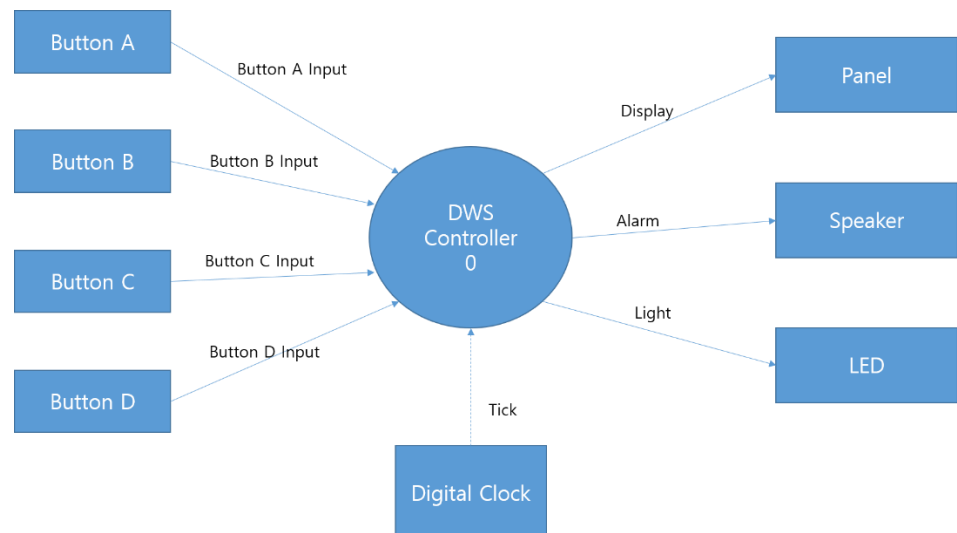 Button A
Button A Input
Panel
Display
Button B
Button B Input
DWS
Controller
0
Alarm
Speaker
Button C
Button C Input
Light
Button D Input
LED
Button D
Tick
Digital Clock